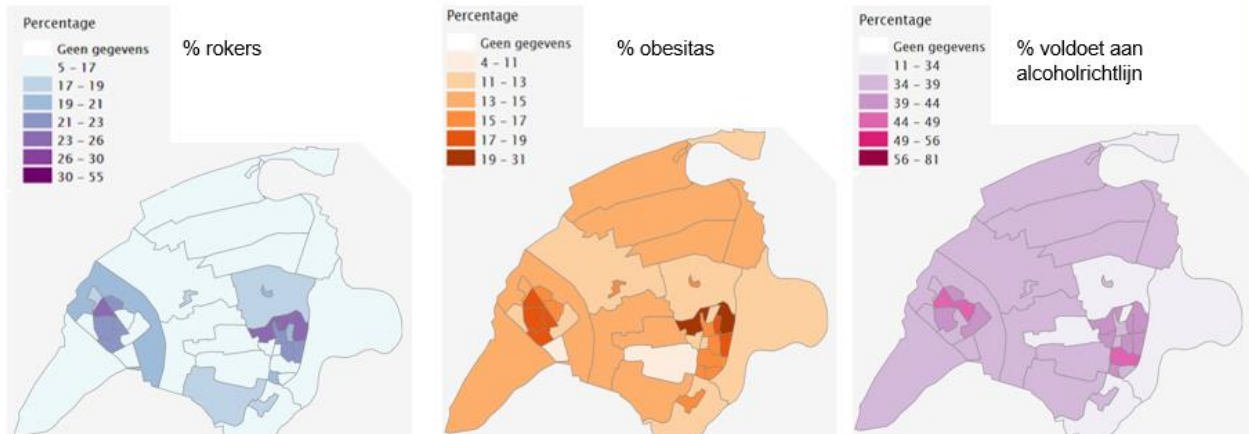 Percentage
Geen gegevens
5 – 17
17 – 19
19 – 21
21 – 23
23 – 26
26 – 30
30 – 55
% rokers
Percentage
Geen gegevens
4 – 11
11 – 13
13 – 15
15 – 17
17 – 19
19 – 31
% obesitas
Percentage
Geen gegevens
11 – 34
34 – 39
39 – 44
44 – 49
49 – 56
56 – 81
% voldoet aan
alcoholrichtlijn